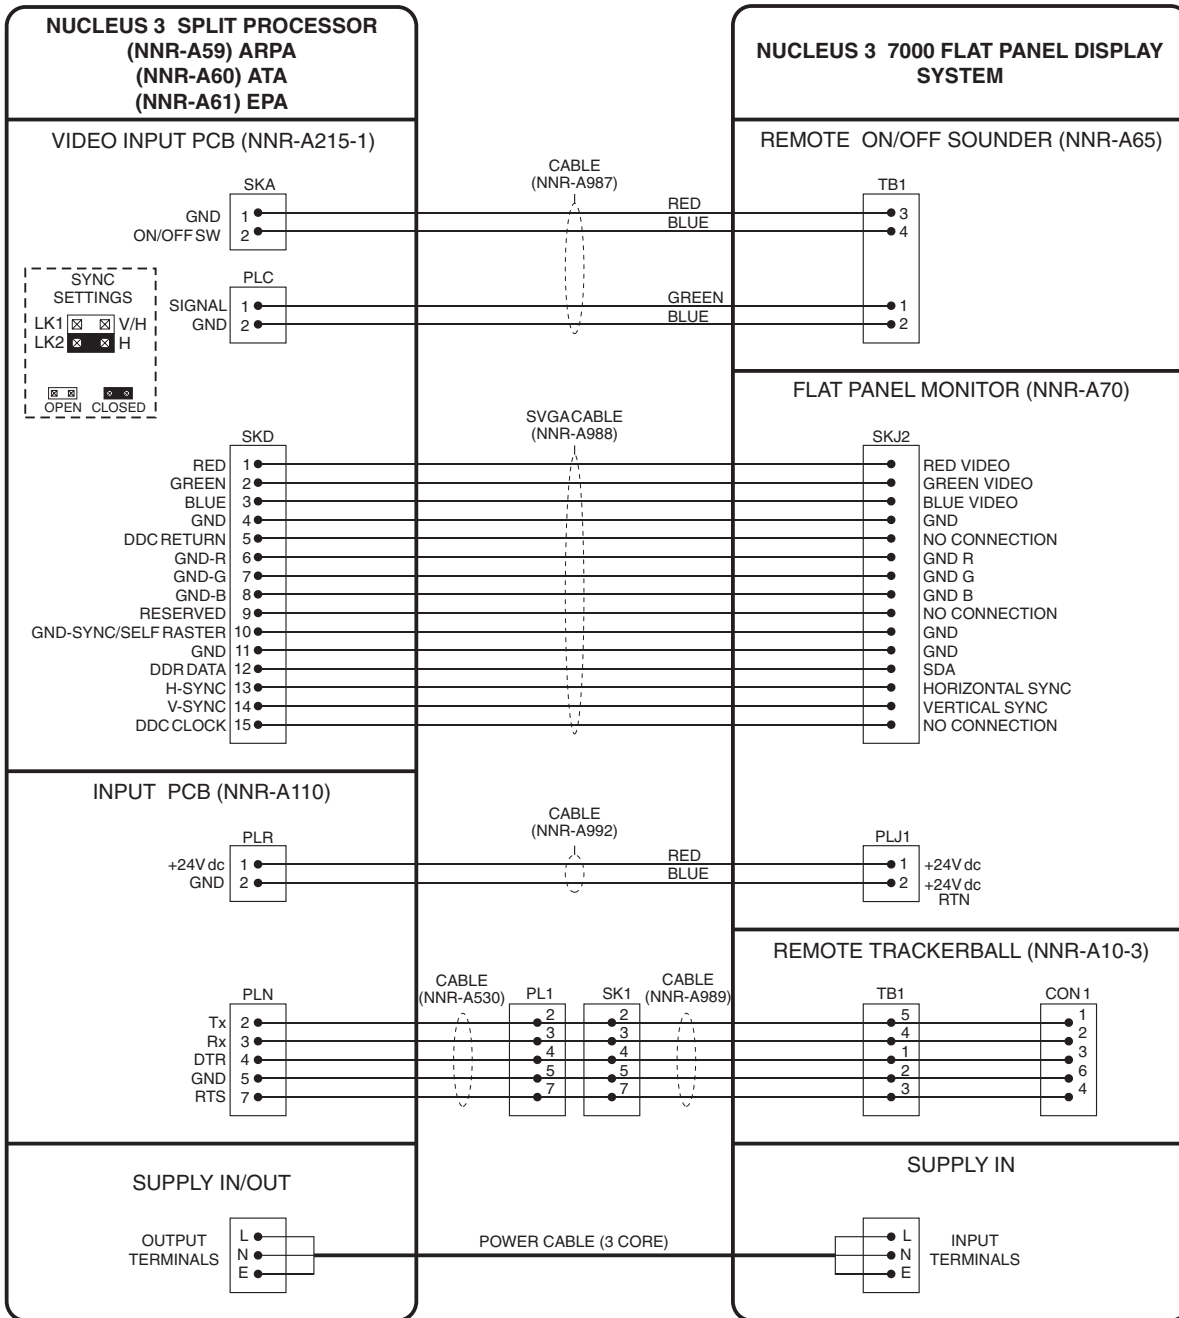 NUCLEUS 3 SPLIT PROCESSOR
(NNR-A59) ARPA
(NNR-A60) ATA
(NNR-A61) EPA
NUCLEUS 3 7000 FLAT PANEL DISPLAY
SYSTEM
VIDEO INPUT PCB (NNR-A215-1)
REMOTE ON/OFF SOUNDER (NNR-A65)
CABLE
(NNR-A987)
SKA
TB1
GND 1 RED 3
ON/OFF SW 2 BLUE 4
SYNC
SETTINGS
LK1 V/H
LK2 H
OPEN CLOSED
PLC
SIGNAL 1 GREEN 1
GND 2 BLUE 2
FLAT PANEL MONITOR (NNR-A70)
SVGA CABLE
(NNR-A988)
SKD
SKJ2
RED 1 RED VIDEO
GREEN 2 GREEN VIDEO
BLUE 3 BLUE VIDEO
GND 4 GND
DDC RETURN 5 NO CONNECTION
GND-R 6 GND R
GND-G 7 GND G
GND-B 8 GND B
RESERVED 9 NO CONNECTION
GND-SYNC/SELF RASTER 10 GND
GND 11 GND
DDR DATA 12 SDA
H-SYNC 13 HORIZONTAL SYNC
V-SYNC 14 VERTICAL SYNC
DDC CLOCK 15 NO CONNECTION
INPUT PCB (NNR-A110)
CABLE
(NNR-A992)
PLR
PLJ1
+24V dc 1 RED 1 +24V dc
GND 2 BLUE 2 +24V dc
RTN
REMOTE TRACKERBALL (NNR-A10-3)
CABLE
(NNR-A530)
CABLE
(NNR-A989)
PLN PL1 SK1 TB1 CON 1
Tx 2 2 2 5 1
Rx 3 3 3 4 2
DTR 4 4 4 1 3
GND 5 5 5 2 6
RTS 7 7 7 3 4
SUPPLY IN/OUT
SUPPLY IN
OUTPUT
TERMINALS
L
N
E
POWER CABLE (3 CORE)
L
N
E
INPUT
TERMINALS